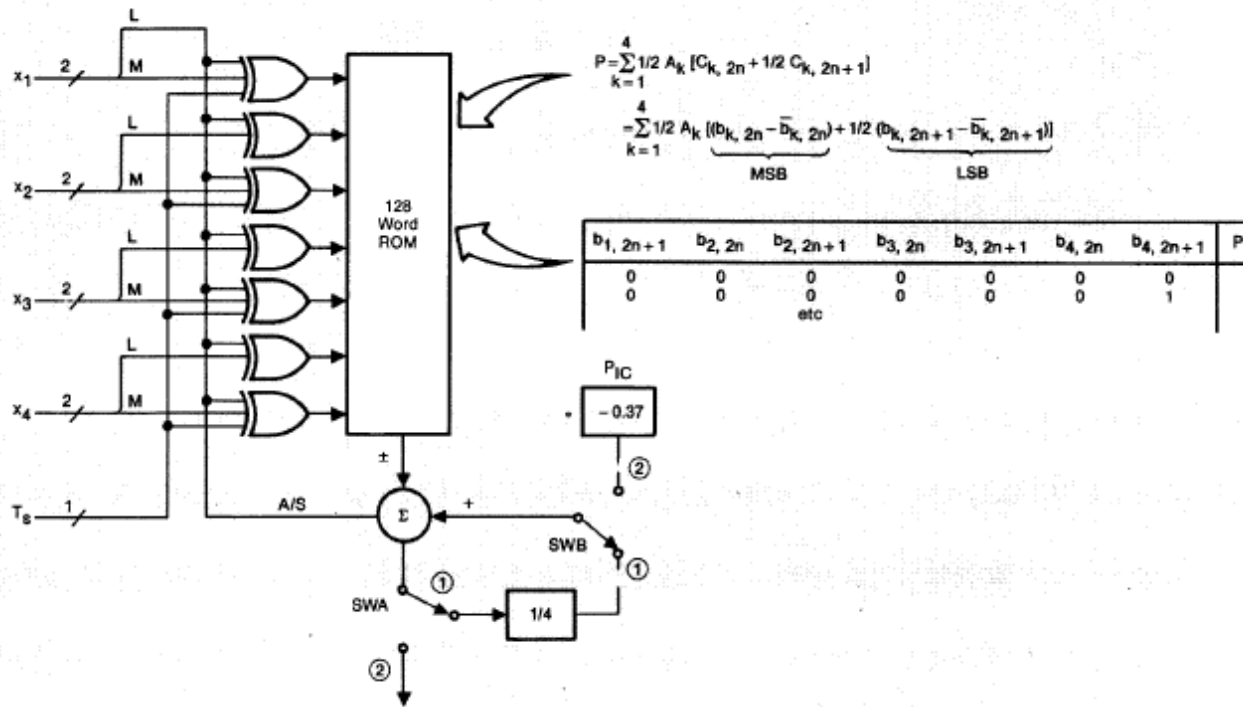 L
x1 2 M
L
x2 2 M
L
x3 2 M
L
x4 2 M
Ts 1
128
Word
ROM
±
A/S
Σ
+
SWB
SWA
1
1
1/4
2
2
PIC
– 0.37
4
P = Σ 1/2 Ak [Ck, 2n + 1/2 Ck, 2n + 1]
k = 1
4
= Σ 1/2 Ak [(bk, 2n – b̄k, 2n) + 1/2 (bk, 2n + 1 – b̄k, 2n + 1)]
k = 1
MSB LSB
b1, 2n + 1 b2, 2n b2, 2n + 1 b3, 2n b3, 2n + 1 b4, 2n b4, 2n + 1 P
0 0 0 0 0 0 0
0 0 0 0 0 0 1
etc